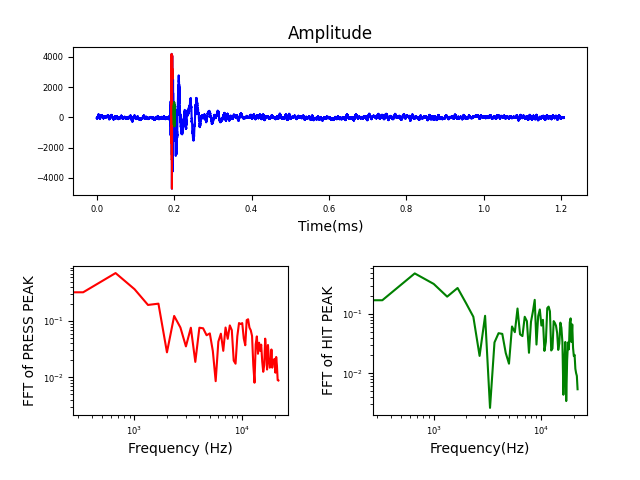 Amplitude
4000
2000
0
−2000
−4000
0.0 0.2 0.4 0.6 0.8 1.0 1.2
Time(ms)
FFT of PRESS PEAK
10⁻¹
10⁻²
10³ 10⁴
Frequency (Hz)
FFT of HIT PEAK
10⁻¹
10⁻²
10³ 10⁴
Frequency(Hz)